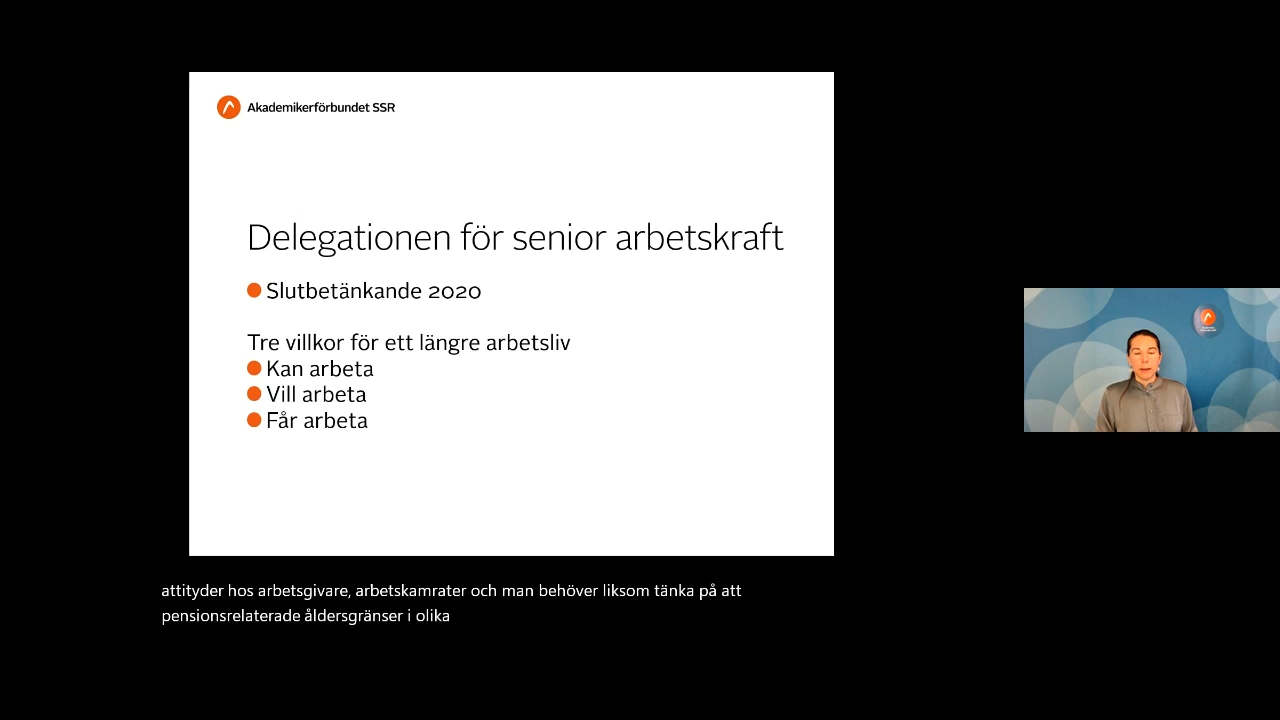 Akademikerförbundet SSR
Delegationen för senior arbetskraft
Slutbetänkande 2020
Tre villkor för ett längre arbetsliv
Kan arbeta
Vill arbeta
Får arbeta
attityder hos arbetsgivare, arbetskamrater och man behöver liksom tänka på att
pensionsrelaterade åldersgränser i olika